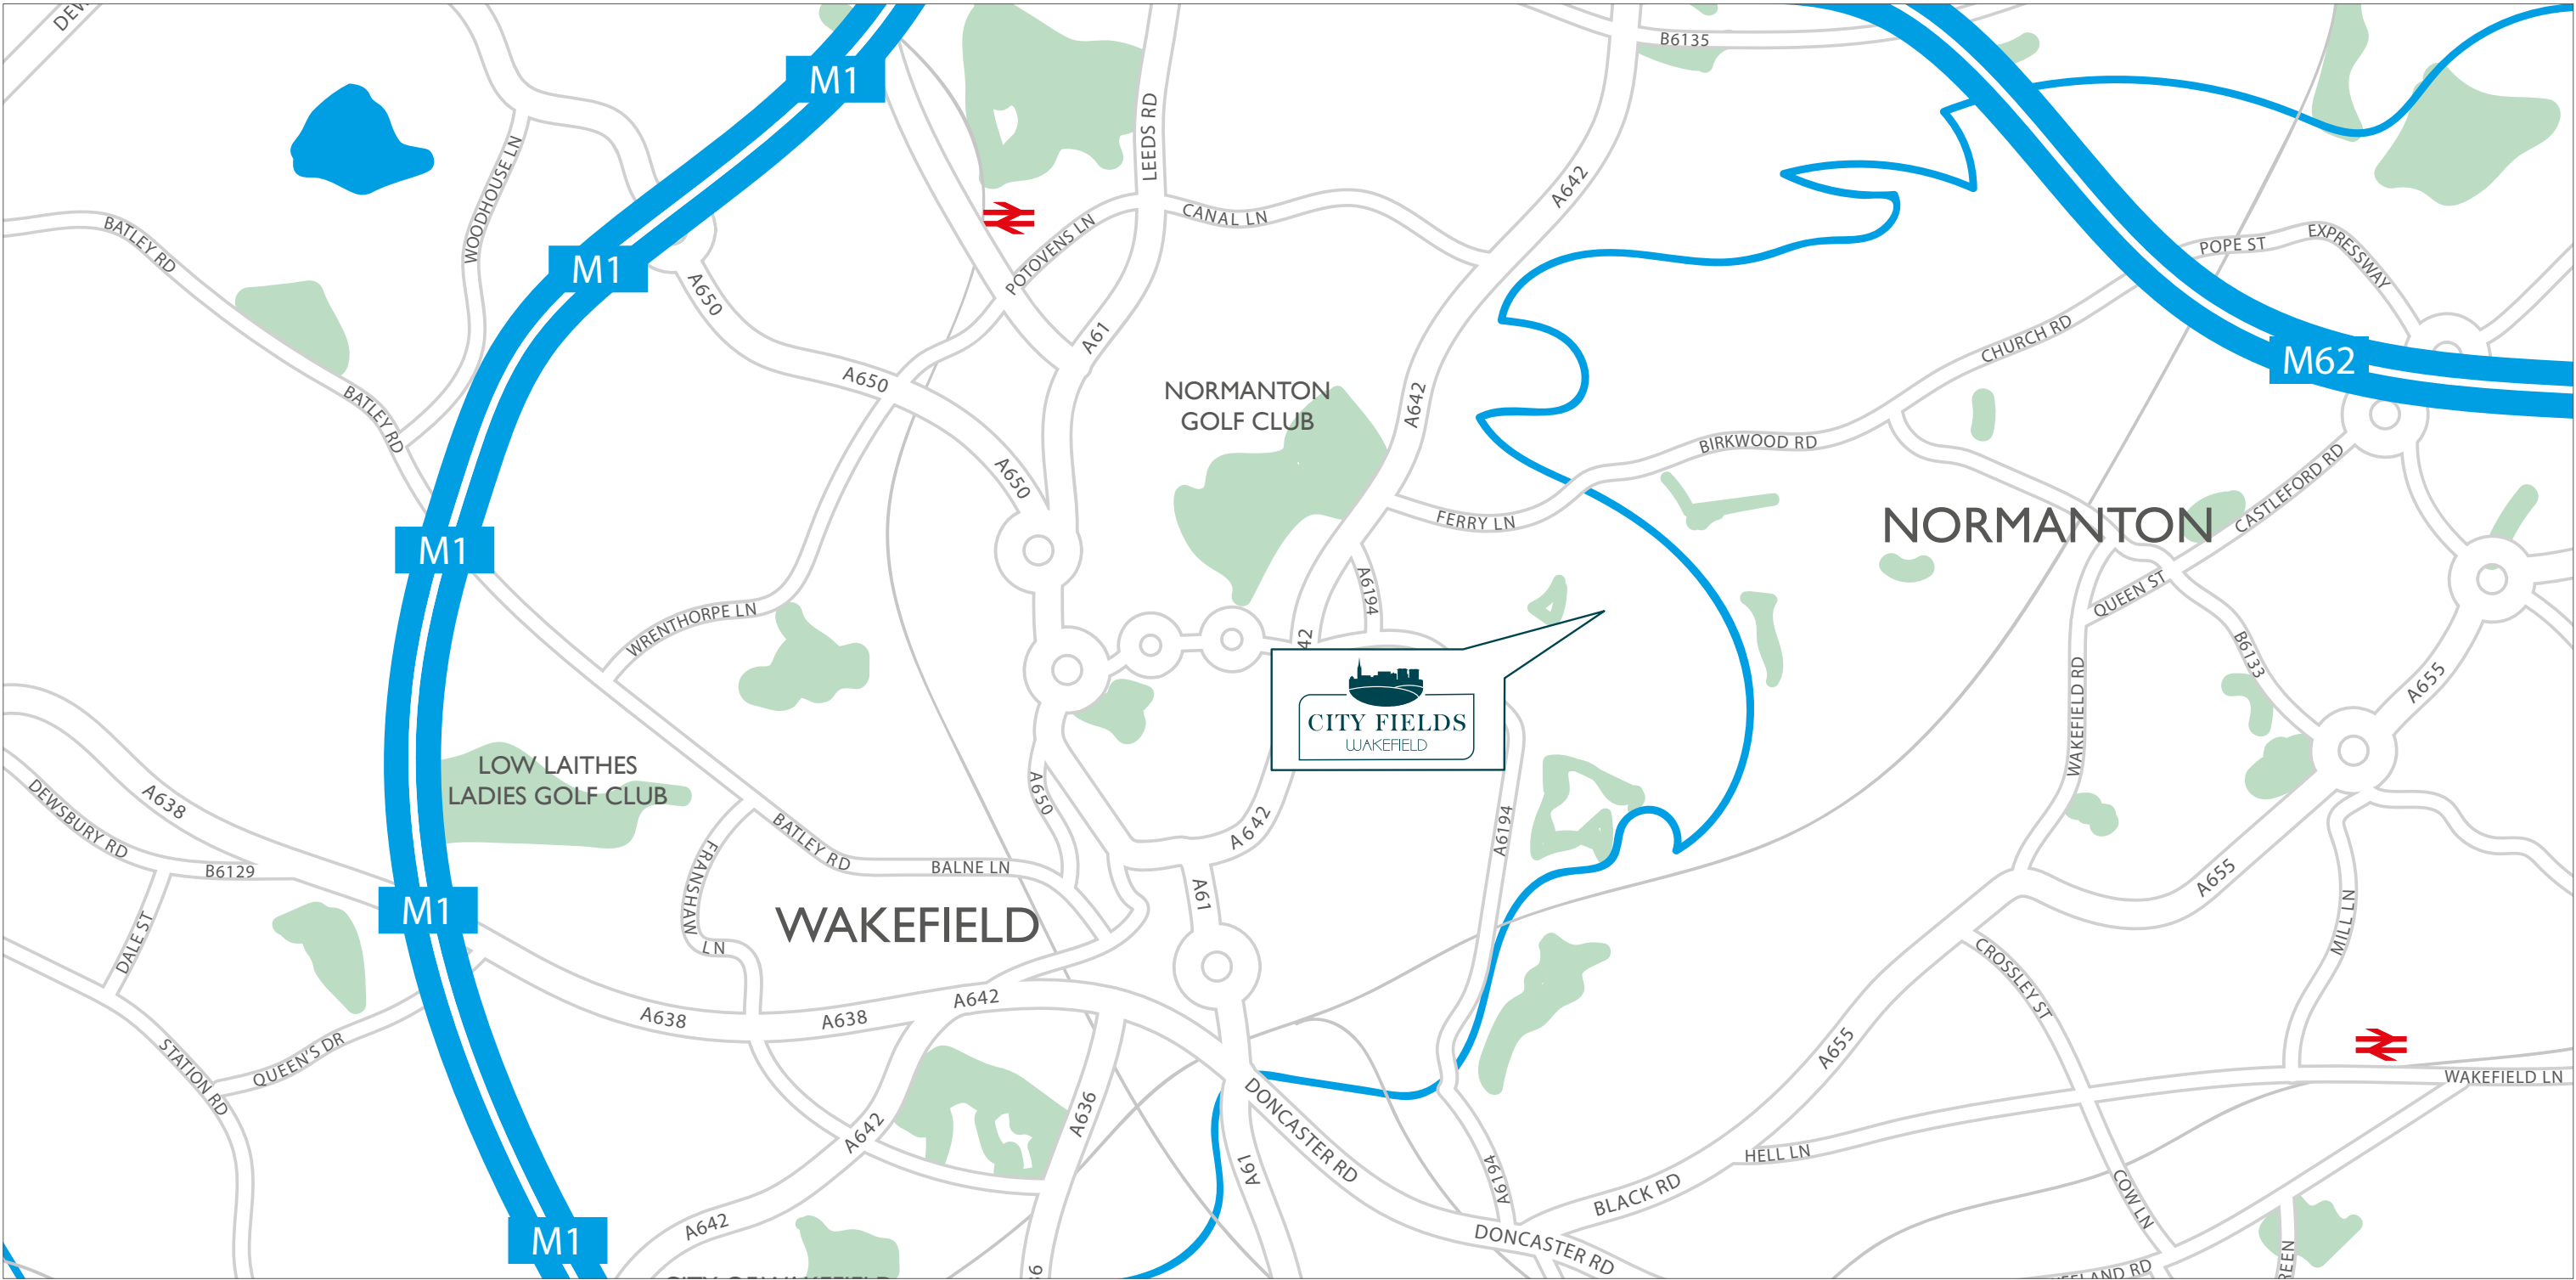 B6135
M1
LEEDS RD
WOODHOUSE LN
A642
CANAL LN
BATLEY RD
POTOVENS LN
POPE ST
EXPRESSWAY
M1
A650
A61
CHURCH RD
M62
A650
NORMANTON
GOLF CLUB
A642
BATLEY RD
BIRKWOOD RD
A650
CASTLEFORD RD
FERRY LN
NORMANTON
M1
A6194
QUEEN ST
WRENTHORPE LN
42
B6133
A655
WAKEFIELD RD
CITY FIELDS
WAKEFIELD
LOW LAITHES
LADIES GOLF CLUB
A638
DEWSBURY RD
A650
A642
A6194
BATLEY RD
FRANSHAW LN
B6129
BALNE LN
A655
A61
M1
WAKEFIELD
DALE ST
MILL LN
CROSSLEY ST
A642
A638
A638
A655
STATION RD
QUEEN'S DR
WAKEFIELD LN
A636
A642
DONCASTER RD
HELL LN
A61
A6194
BLACK RD
COW LN
A642
M1
DONCASTER RD